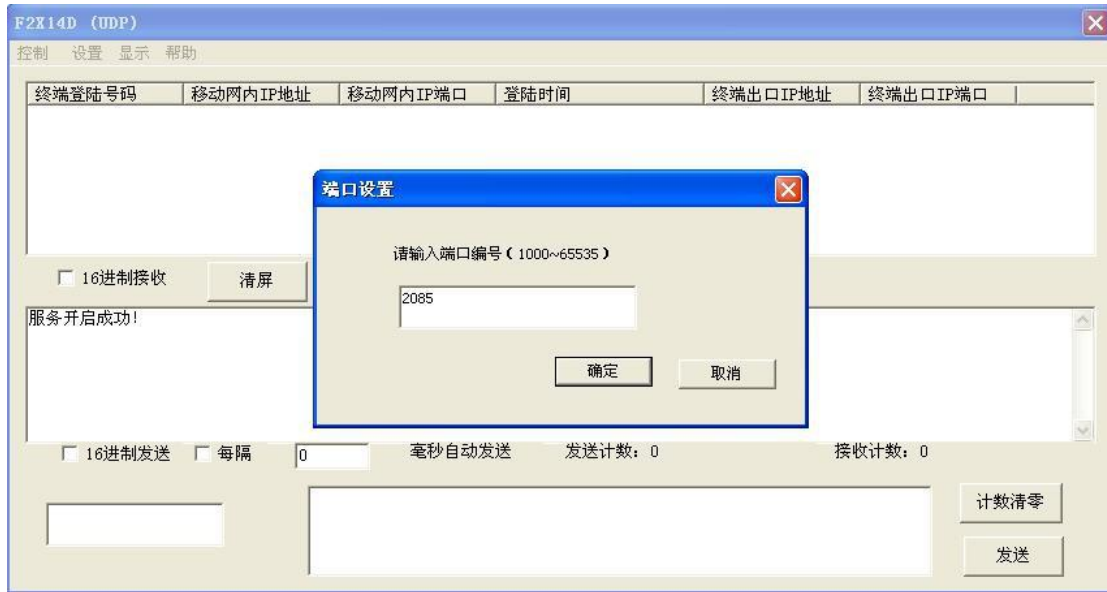 F2X14D (UDP)
控制 设置 显示 帮助
终端登陆号码 移动网内IP地址 移动网内IP端口 登陆时间 终端出口IP地址 终端出口IP端口
端口设置
请输入端口编号(1000~65535)
2085
确定 取消
16进制接收 清屏
服务开启成功!
16进制发送 每隔 0 毫秒自动发送 发送计数: 0 接收计数: 0
计数清零
发送